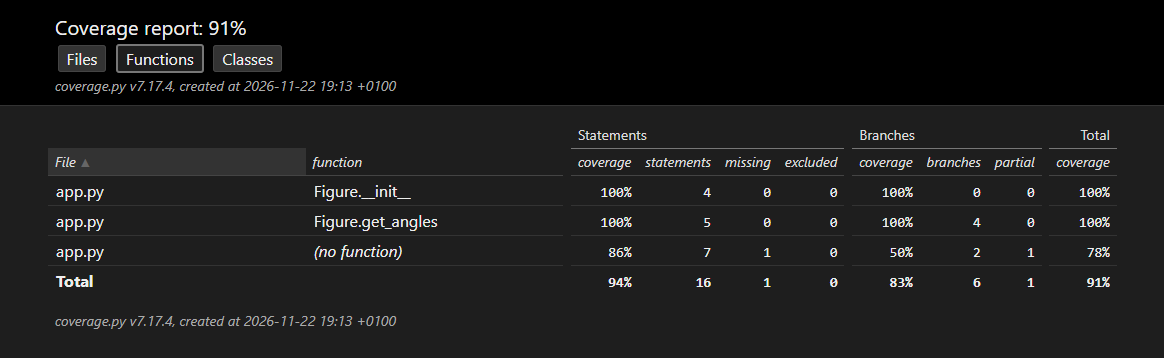 Coverage report: 91%
Files Functions Classes
coverage.py v7.17.4, created at 2026-11-22 19:13 +0100
Statements Branches Total
File ▲ function coverage statements missing excluded coverage branches partial coverage
app.py Figure.__init__ 100% 4 0 0 100% 0 0 100%
app.py Figure.get_angles 100% 5 0 0 100% 4 0 100%
app.py (no function) 86% 7 1 0 50% 2 1 78%
Total 94% 16 1 0 83% 6 1 91%
coverage.py v7.17.4, created at 2026-11-22 19:13 +0100